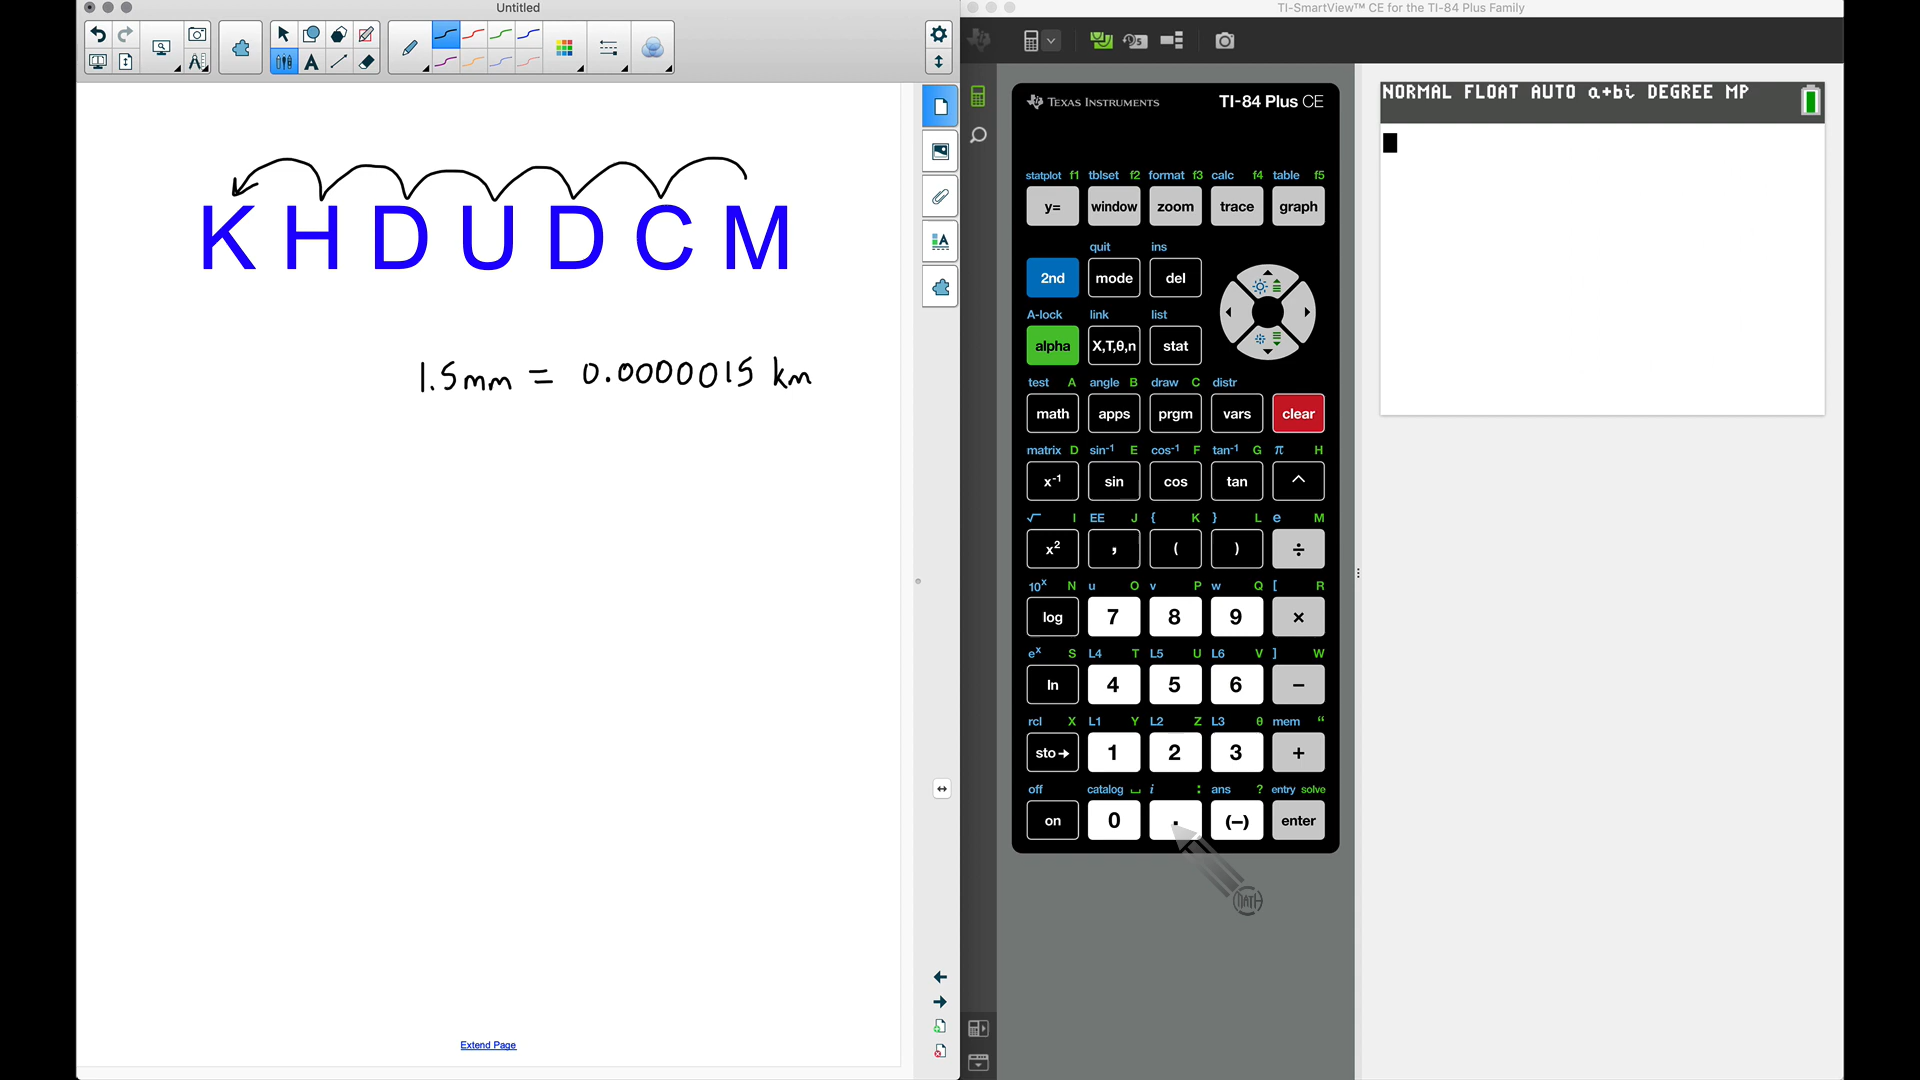 Untitled
TI-SmartView™ CE for the TI-84 Plus Family
K H D U D C M
1.5mm = 0.0000015 km
Extend Page
TEXAS INSTRUMENTS TI-84 Plus CE
statplot f1 tblset f2 format f3 calc f4 table f5
y= window zoom trace graph
quit ins
2nd mode del
A-lock link list
alpha X,T,θ,n stat
test A angle B draw C distr
math apps prgm vars clear
matrix D sin⁻¹ E cos⁻¹ F tan⁻¹ G π H
x⁻¹ sin cos tan ^
√ I EE J { K } L e M
x² , ( ) ÷
10ˣ N u O v P w Q [ R
log 7 8 9 ×
eˣ S L4 T L5 U L6 V ] W
ln 4 5 6 −
rcl X L1 Y L2 Z L3 θ mem “
sto→ 1 2 3 +
off catalog ⎵ i : ans ? entry solve
on 0 . (−) enter
MATH
NORMAL FLOAT AUTO a+bi DEGREE MP